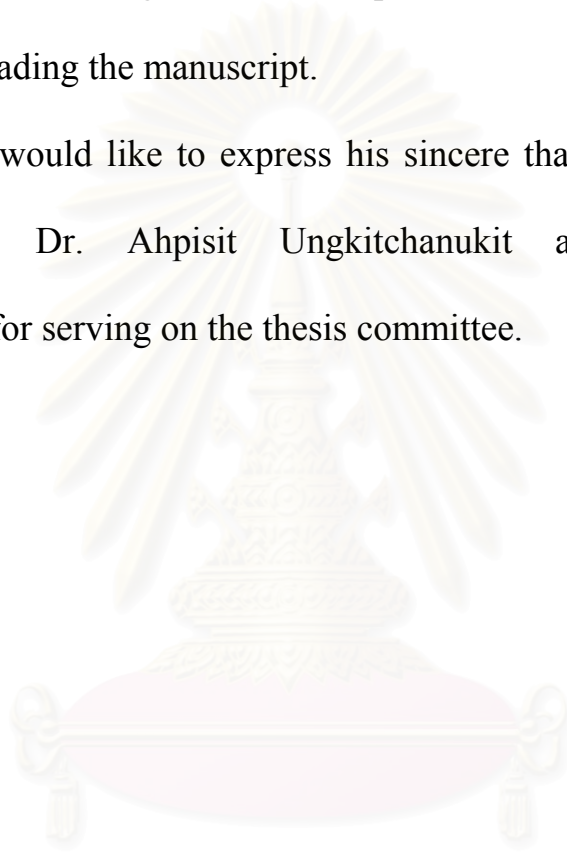 ading the manuscript.
would like to express his sincere tha
Dr. Ahpisit Ungkitchanukit a
for serving on the thesis committee.